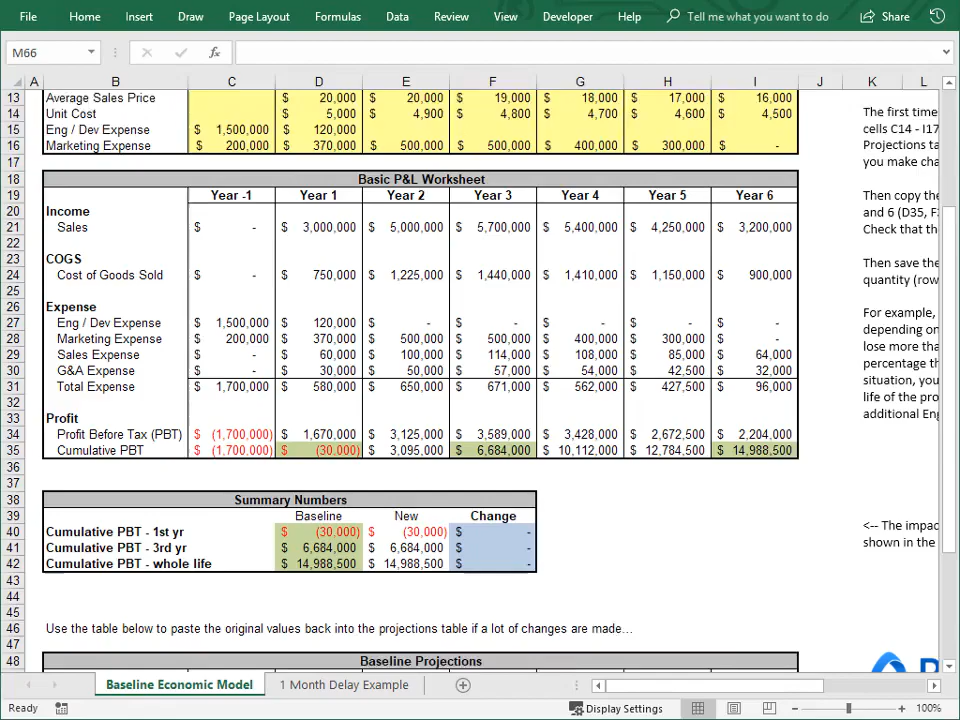 File Home Insert Draw Page Layout Formulas Data Review View Developer Help Tell me what you want to do Share
M66 fx
A B C D E F G H I J K L
13 Average Sales Price $ 20,000 $ 20,000 $ 19,000 $ 18,000 $ 17,000 $ 16,000
14 Unit Cost $ 5,000 $ 4,900 $ 4,800 $ 4,700 $ 4,600 $ 4,500
15 Eng / Dev Expense $ 1,500,000 $ 120,000
16 Marketing Expense $ 200,000 $ 370,000 $ 500,000 $ 500,000 $ 400,000 $ 300,000 $ -
17
18 Basic P&L Worksheet
19 Year -1 Year 1 Year 2 Year 3 Year 4 Year 5 Year 6
20 Income
21 Sales $ - $ 3,000,000 $ 5,000,000 $ 5,700,000 $ 5,400,000 $ 4,250,000 $ 3,200,000
22
23 COGS
24 Cost of Goods Sold $ - $ 750,000 $ 1,225,000 $ 1,440,000 $ 1,410,000 $ 1,150,000 $ 900,000
25
26 Expense
27 Eng / Dev Expense $ 1,500,000 $ 120,000 $ - $ - $ - $ - $ -
28 Marketing Expense $ 200,000 $ 370,000 $ 500,000 $ 500,000 $ 400,000 $ 300,000 $ -
29 Sales Expense $ - $ 60,000 $ 100,000 $ 114,000 $ 108,000 $ 85,000 $ 64,000
30 G&A Expense $ - $ 30,000 $ 50,000 $ 57,000 $ 54,000 $ 42,500 $ 32,000
31 Total Expense $ 1,700,000 $ 580,000 $ 650,000 $ 671,000 $ 562,000 $ 427,500 $ 96,000
32
33 Profit
34 Profit Before Tax (PBT) $ (1,700,000) $ 1,670,000 $ 3,125,000 $ 3,589,000 $ 3,428,000 $ 2,672,500 $ 2,204,000
35 Cumulative PBT $ (1,700,000) $ (30,000) $ 3,095,000 $ 6,684,000 $ 10,112,000 $ 12,784,500 $ 14,988,500
36
37
38 Summary Numbers
39 Baseline New Change
40 Cumulative PBT - 1st yr $ (30,000) $ (30,000) $ -
41 Cumulative PBT - 3rd yr $ 6,684,000 $ 6,684,000 $ -
42 Cumulative PBT - whole life $ 14,988,500 $ 14,988,500 $ -
43
44
45
46 Use the table below to paste the original values back into the projections table if a lot of changes are made...
47
48 Baseline Projections
The first time
cells C14 - I17
Projections ta
you make cha
Then copy the
and 6 (D35, F
Check that th
Then save the
quantity (row
For example,
depending on
lose more tha
percentage th
situation, you
life of the pro
additional Eng
<-- The impac
shown in the
Baseline Economic Model 1 Month Delay Example
Ready Display Settings 100%